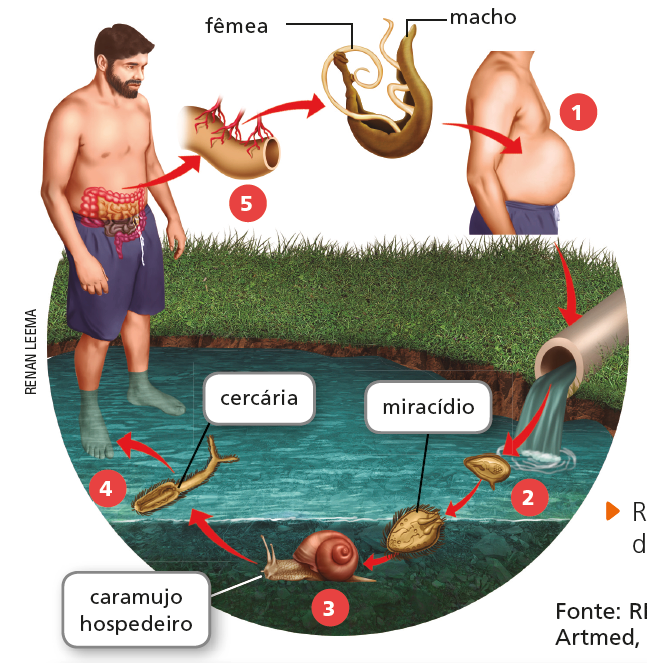 fêmea
macho
1
5
RENAN LEEMA
cercária
miracídio
4
2
3
caramujo
hospedeiro
Fonte:
Artmed,